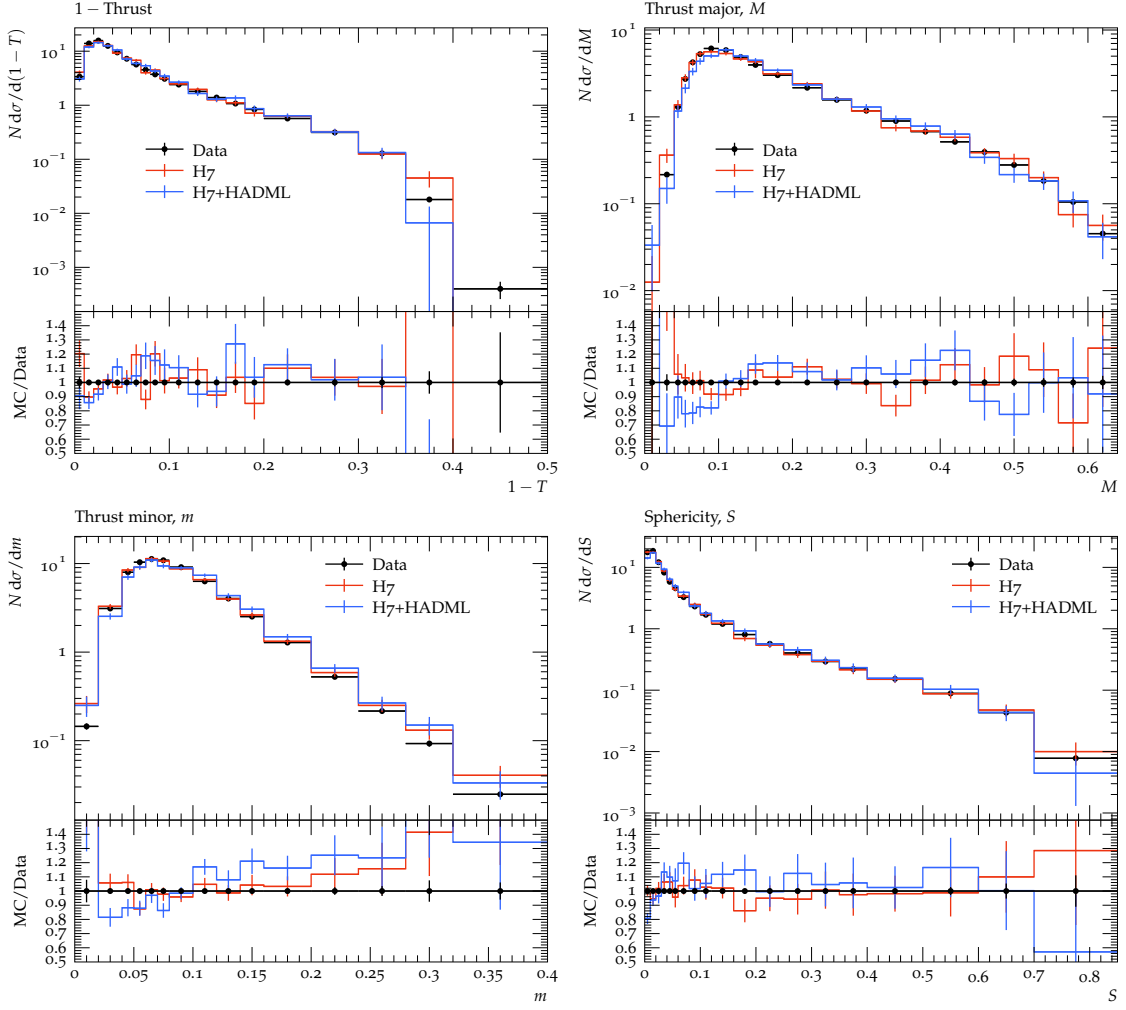 1 − Thrust
N dσ/d(1 − T)
10¹
1
10⁻¹
10⁻²
10⁻³
Data
H7
H7+HADML
MC/Data
1.4
1.3
1.2
1.1
1
0.9
0.8
0.7
0.6
0.5
0 0.1 0.2 0.3 0.4 0.5
1 − T
Thrust major, M
N dσ/dM
10¹
1
10⁻¹
10⁻²
Data
H7
H7+HADML
MC/Data
1.4
1.3
1.2
1.1
1
0.9
0.8
0.7
0.6
0.5
0 0.1 0.2 0.3 0.4 0.5 0.6
M
Thrust minor, m
N dσ/dm
10¹
1
10⁻¹
Data
H7
H7+HADML
MC/Data
1.4
1.3
1.2
1.1
1
0.9
0.8
0.7
0.6
0.5
0 0.05 0.1 0.15 0.2 0.25 0.3 0.35 0.4
m
Sphericity, S
N dσ/dS
10¹
1
10⁻¹
10⁻²
10⁻³
Data
H7
H7+HADML
MC/Data
1.4
1.3
1.2
1.1
1
0.9
0.8
0.7
0.6
0.5
0 0.1 0.2 0.3 0.4 0.5 0.6 0.7 0.8
S